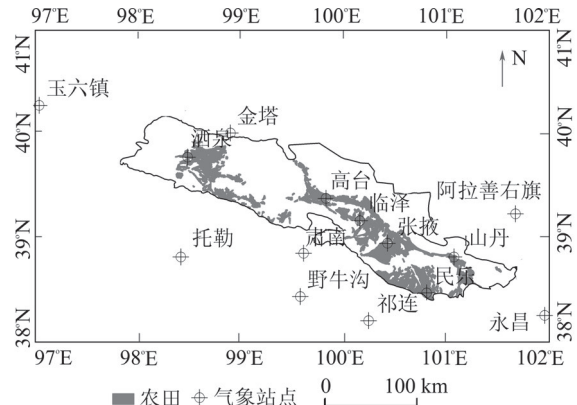 97°E 98°E 99°E 100°E 101°E 102°E
41°N 41°N
N
玉六镇
金塔
40°N 40°N
酒泉
高台
阿拉善右旗
临泽
张掖
39°N 39°N
托勒
肃南
山丹
野牛沟
民乐
祁连
永昌
38°N 38°N
97°E 98°E 99°E 100°E 101°E 102°E
农田 气象站点 0 100 km